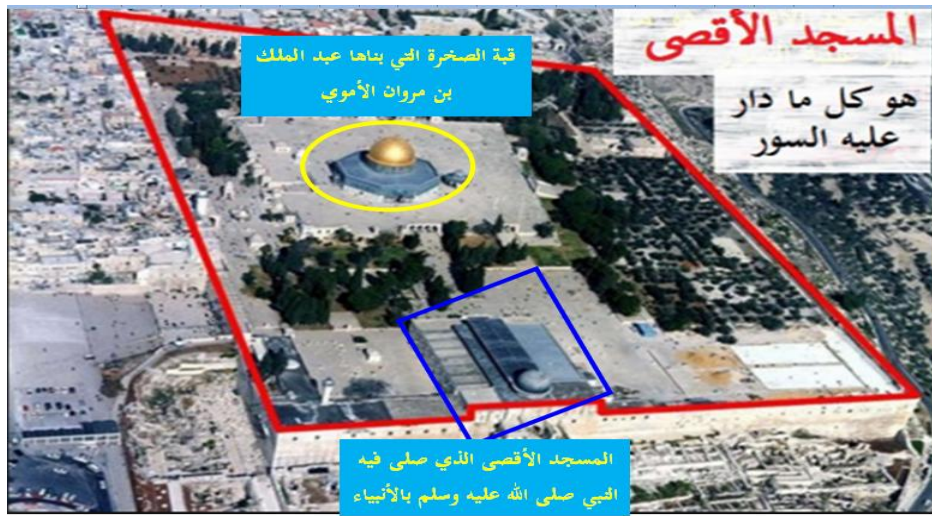 المسجد الأقصى
هو كل ما دار
عليه السور
قبة الصخرة التي بناها عبد الملك
بن مروان الأموي
المسجد الأقصى الذي صلى فيه
النبي صلى الله عليه وسلم بالأنبياء